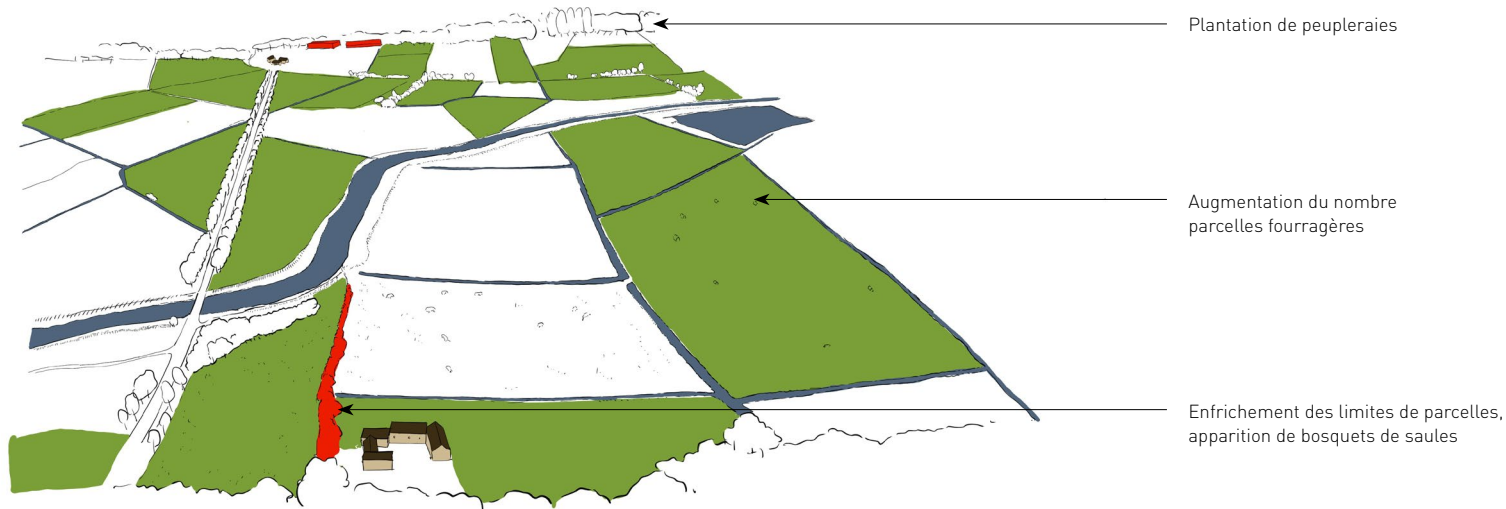 Plantation de peupleraies
Augmentation du nombre
parcelles fourragères
Enfrichement des limites de parcelles,
apparition de bosquets de saules